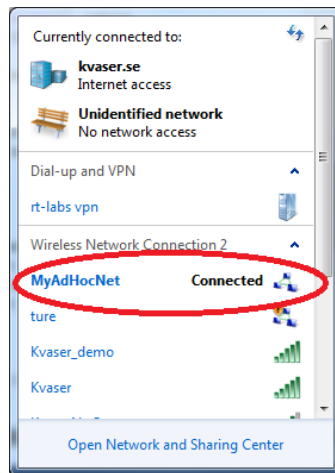 Currently connected to:
kvaser.se
Internet access
Unidentified network
No network access
Dial-up and VPN
rt-labs vpn
Wireless Network Connection 2
MyAdHocNet Connected
ture
Kvaser_demo
Kvaser
Open Network and Sharing Center